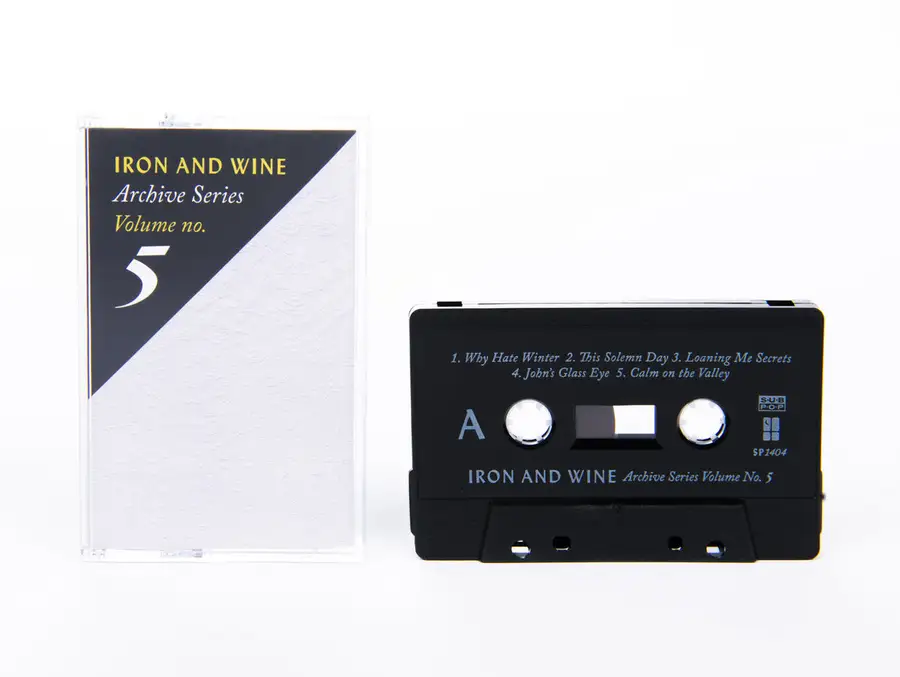 IRON AND WINE
Archive Series
Volume no.
5
1. Why Hate Winter 2. This Solemn Day 3. Loaning Me Secrets
4. John's Glass Eye 5. Calm on the Valley
A
SUB
POP
SP1404
IRON AND WINE Archive Series Volume No. 5